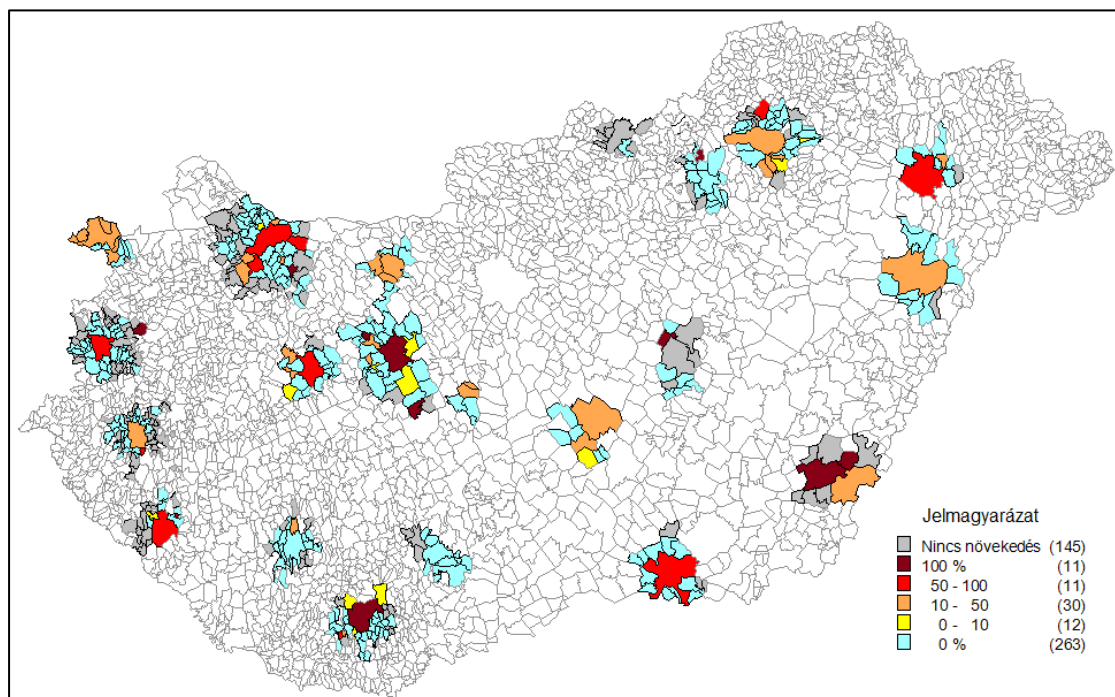 Jelmagyarázat
Nincs növekedés (145)
100 % (11)
50 - 100 (11)
10 - 50 (30)
0 - 10 (12)
0 % (263)